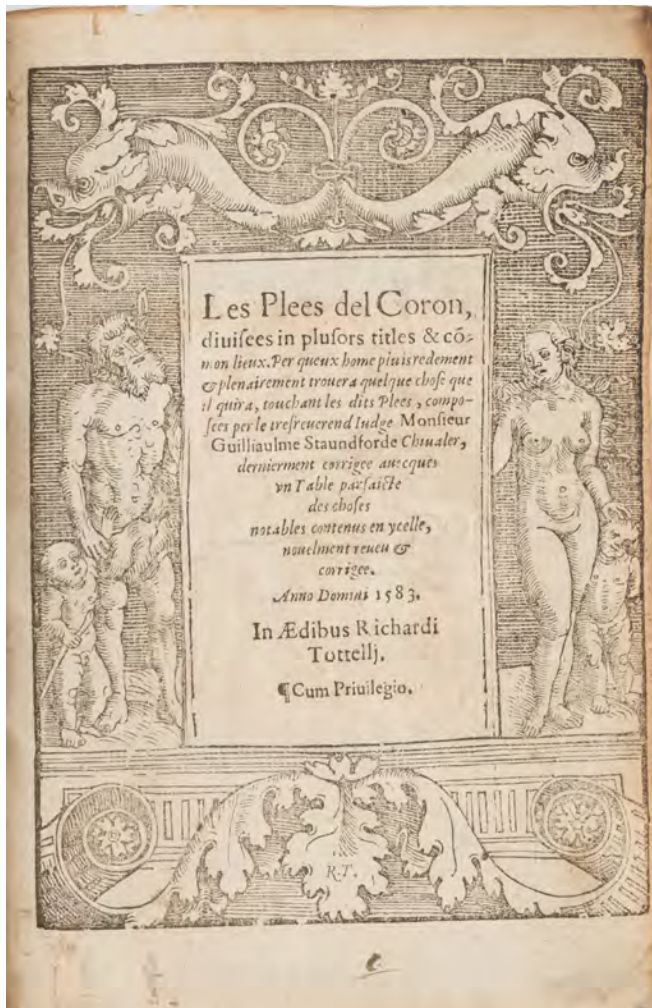 Les Plees del Coron,
diuiſees in pluſors titles & cō-
mon lieux. Per queux home plus redement
& plenairement trouera quelque choſe que
il quira, touchant les dits Plees, compo-
ſees per le treſreuerend Iudge Monſieur
Guilliaulme Staundforde Chiualer,
dernierment corrigee auecques
vn Table parfaicte
des choſes
notables contenus en ycelle,
nouelment reueu &
corrigee.
Anno Domini 1583.
In Ædibus Richardi
Tottellj.
¶Cum Priuilegio.
R.T.